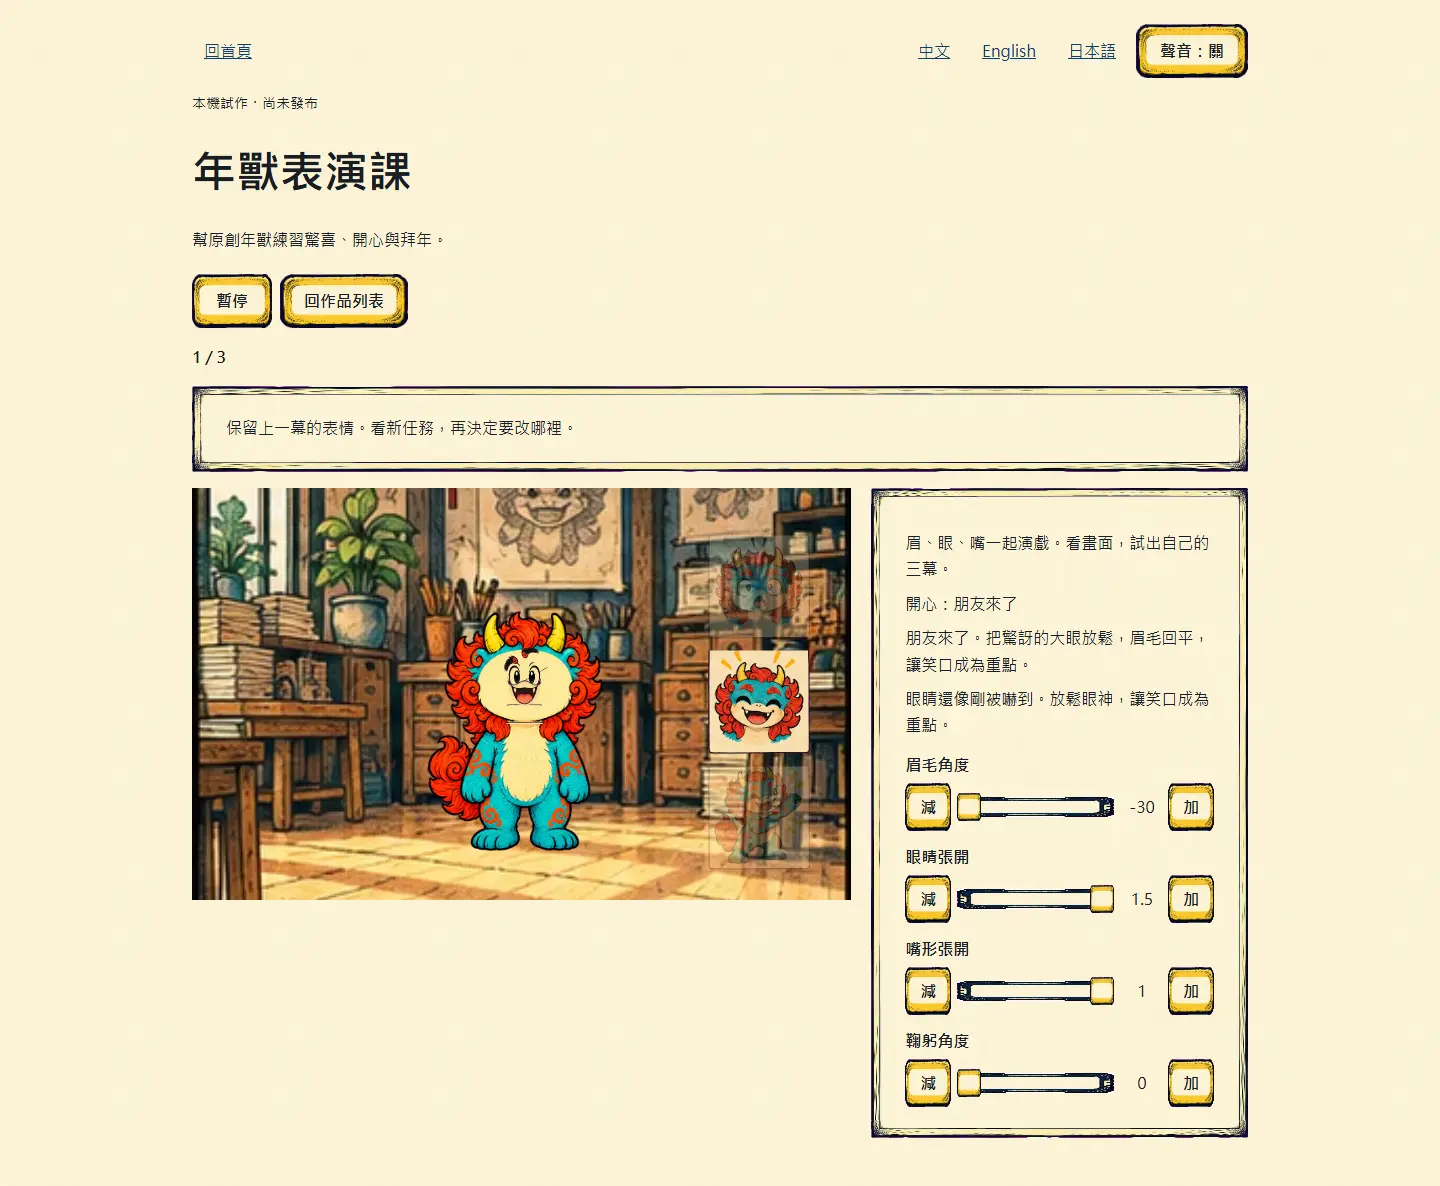 回首頁
中文
English
日本語
聲音：關
本機試作・尚未發布
年獸表演課
幫原創年獸練習驚喜、開心與拜年。
暫停
回作品列表
1 / 3
保留上一幕的表情。看新任務，再決定要改哪裡。
眉、眼、嘴一起演戲。看畫面，試出自己的
三幕。
開心：朋友來了
朋友來了。把驚訝的大眼放鬆，眉毛回平，
讓笑口成為重點。
眼睛還像剛被嚇到。放鬆眼神，讓笑口成為
重點。
眉毛角度
減
-30
加
眼睛張開
減
1.5
加
嘴形張開
減
1
加
鞠躬角度
減
0
加